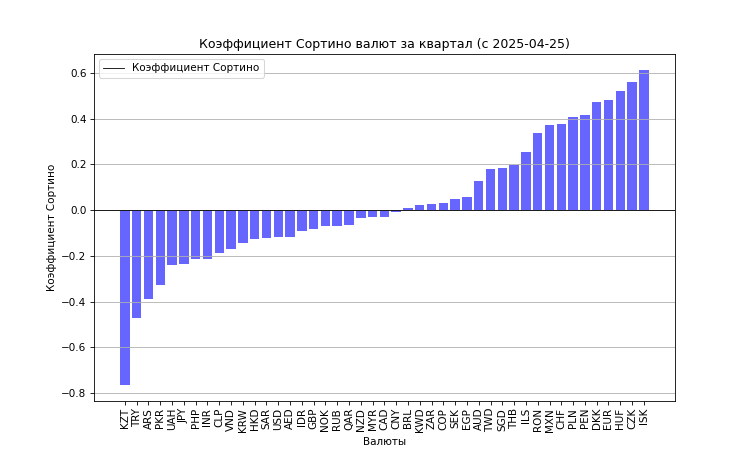 Коэффициент Сортино валют за квартал (с 2025-04-25)
Коэффициент Сортино
0.6
0.4
0.2
0.0
−0.2
−0.4
−0.6
−0.8
Коэффициент Сортино
KZT TRY ARS PKR UAH JPY PHP INR CLP VND KRW HKD SAR USD AED IDR GBP NOK RUB QAR NZD MYR CAD CNY BRL KWD ZAR COP SEK EGP AUD TWD SGD THB ILS RON MXN CHF PLN PEN DKK EUR HUF CZK ISK
Валюты